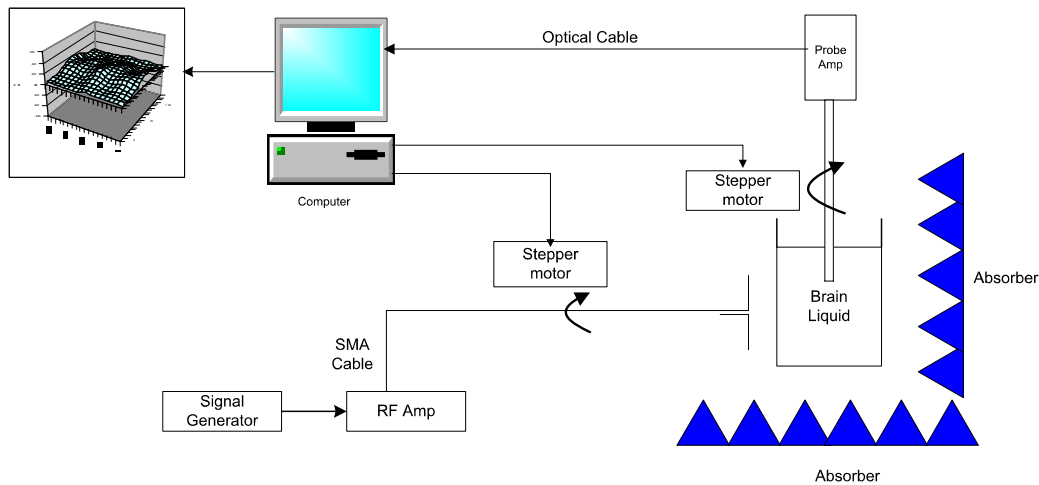 Optical Cable
Probe
Amp
Stepper
motor
Computer
Stepper
motor
Absorber
Brain
Liquid
SMA
Cable
Signal
Generator
RF Amp
Absorber